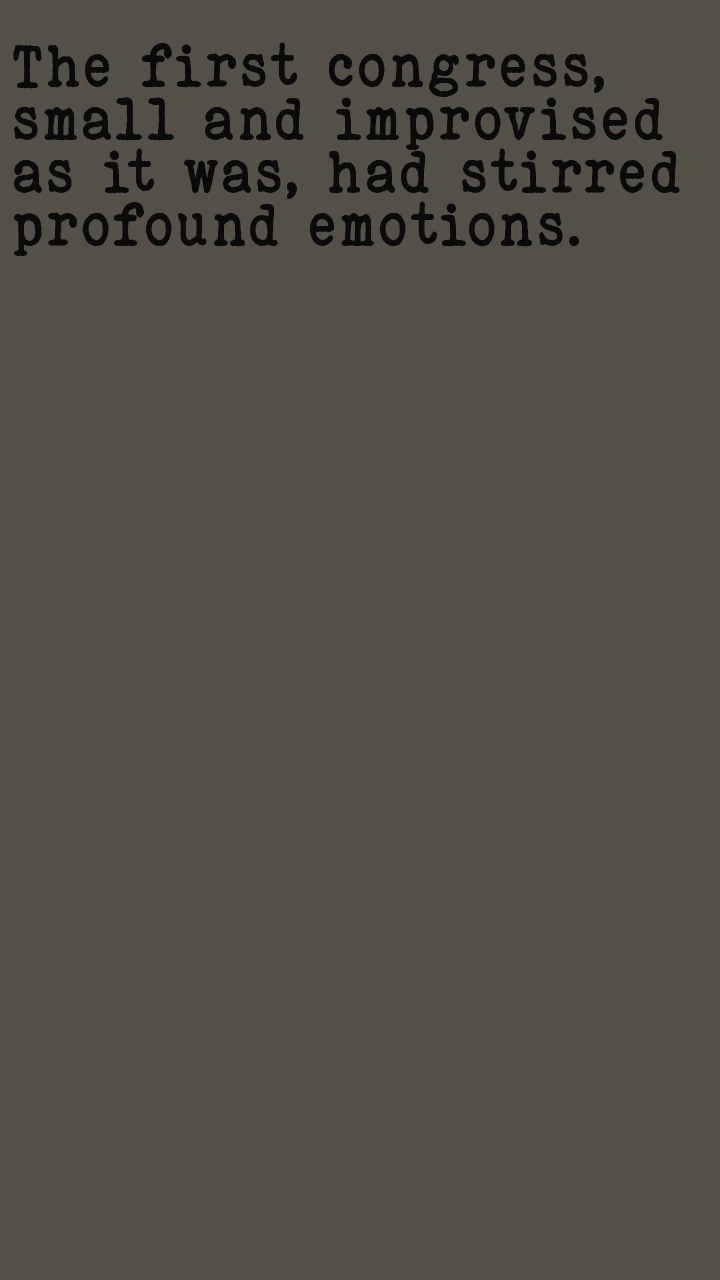 The first congress,
small and improvised
as it was, had stirred
profound emotions.